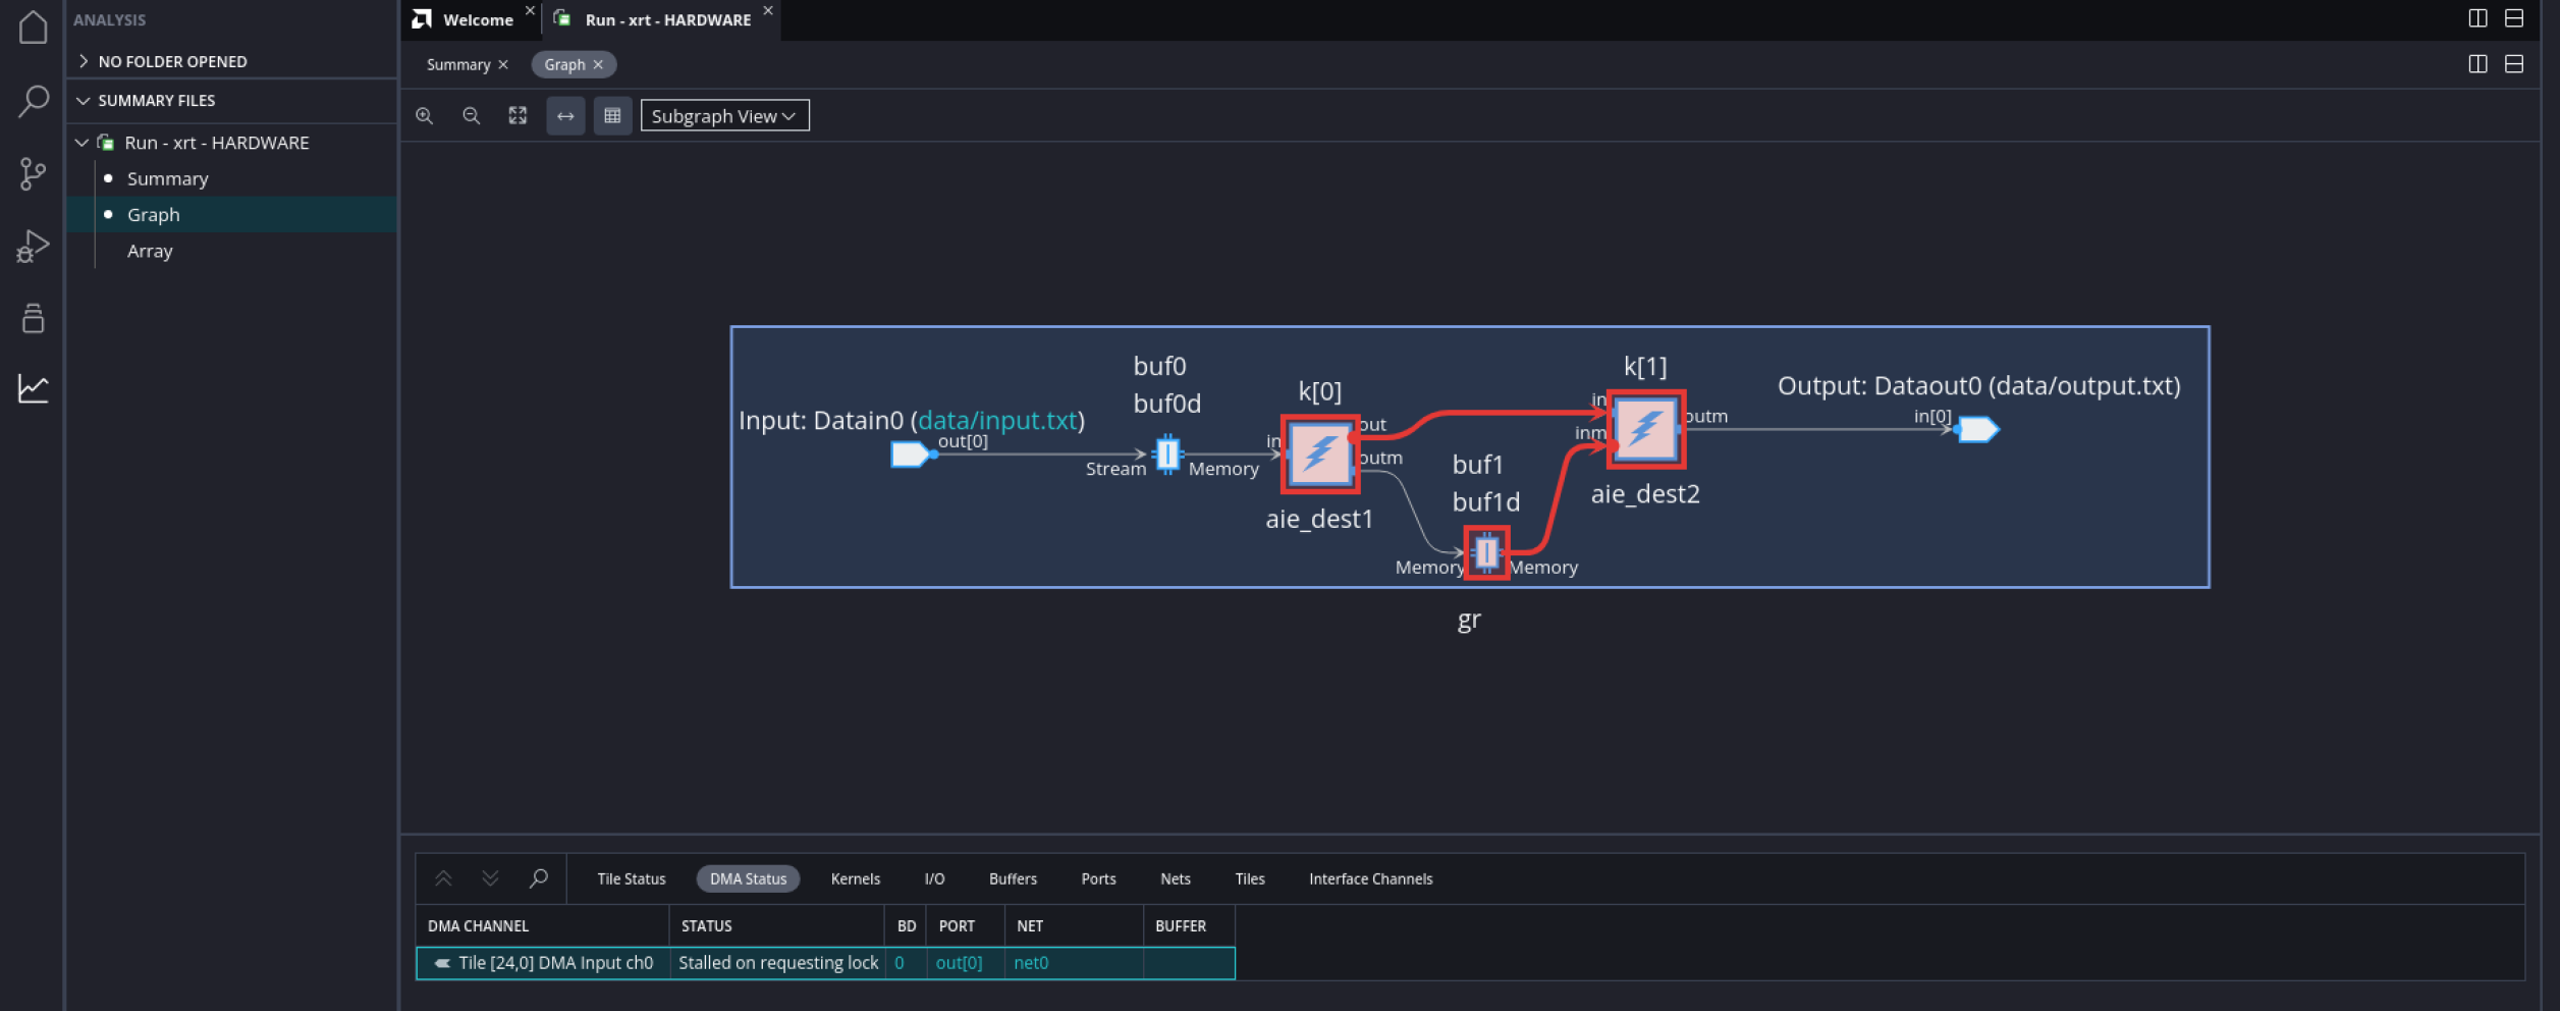 ANALYSIS
NO FOLDER OPENED
SUMMARY FILES
Run - xrt - HARDWARE
Summary
Graph
Array
Welcome
Run - xrt - HARDWARE
Summary
Graph
Subgraph View
buf0
buf0d
k[0]
k[1]
Input: Datain0 (data/input.txt)
out[0]
Stream
Memory
in
out
outm
aie_dest1
buf1
buf1d
Memory
Memory
in
inm
outm
aie_dest2
Output: Dataout0 (data/output.txt)
in[0]
gr
Tile Status DMA Status Kernels I/O Buffers Ports Nets Tiles Interface Channels
DMA CHANNEL STATUS BD PORT NET BUFFER
Tile [24,0] DMA Input ch0 Stalled on requesting lock 0 out[0] net0